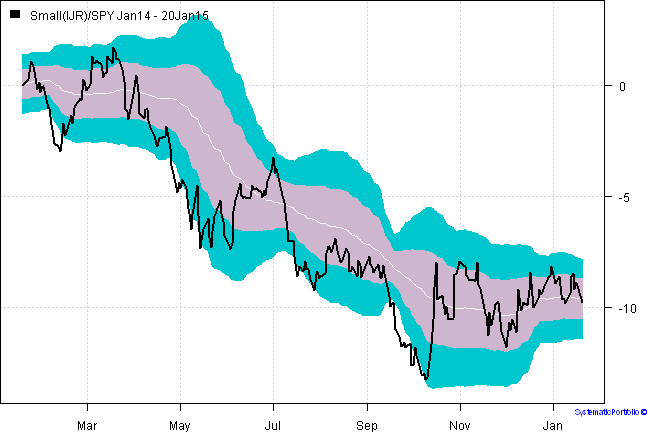 Small(IJR)/SPY Jan14 - 20Jan15
0
-5
-10
SystematicPortfolio ©
Mar May Jul Sep Nov Jan